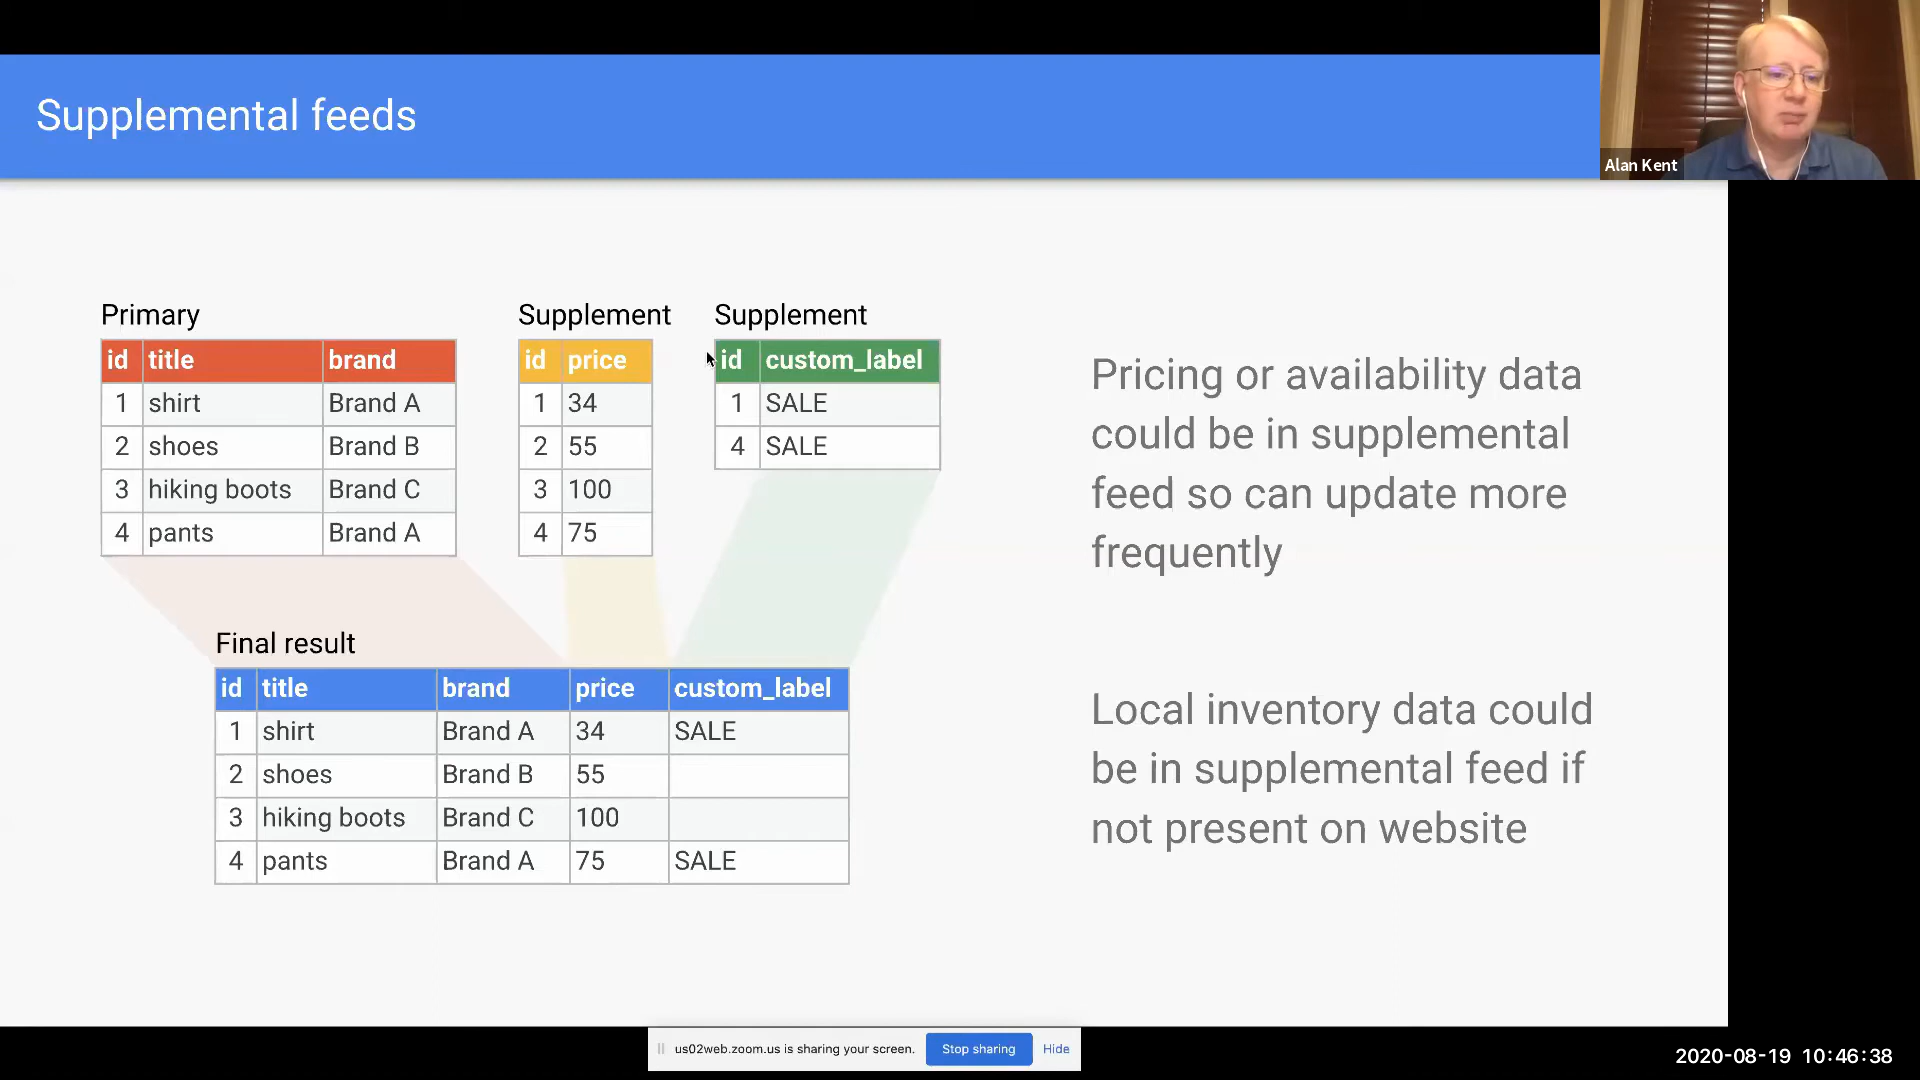 Supplemental feeds
Alan Kent
Primary
id title brand
1 shirt Brand A
2 shoes Brand B
3 hiking boots Brand C
4 pants Brand A
Supplement
id price
1 34
2 55
3 100
4 75
Supplement
id custom_label
1 SALE
4 SALE
Final result
id title brand price custom_label
1 shirt Brand A 34 SALE
2 shoes Brand B 55
3 hiking boots Brand C 100
4 pants Brand A 75 SALE
Pricing or availability data
could be in supplemental
feed so can update more
frequently
Local inventory data could
be in supplemental feed if
not present on website
us02web.zoom.us is sharing your screen. Stop sharing Hide
2020-08-19 10:46:38